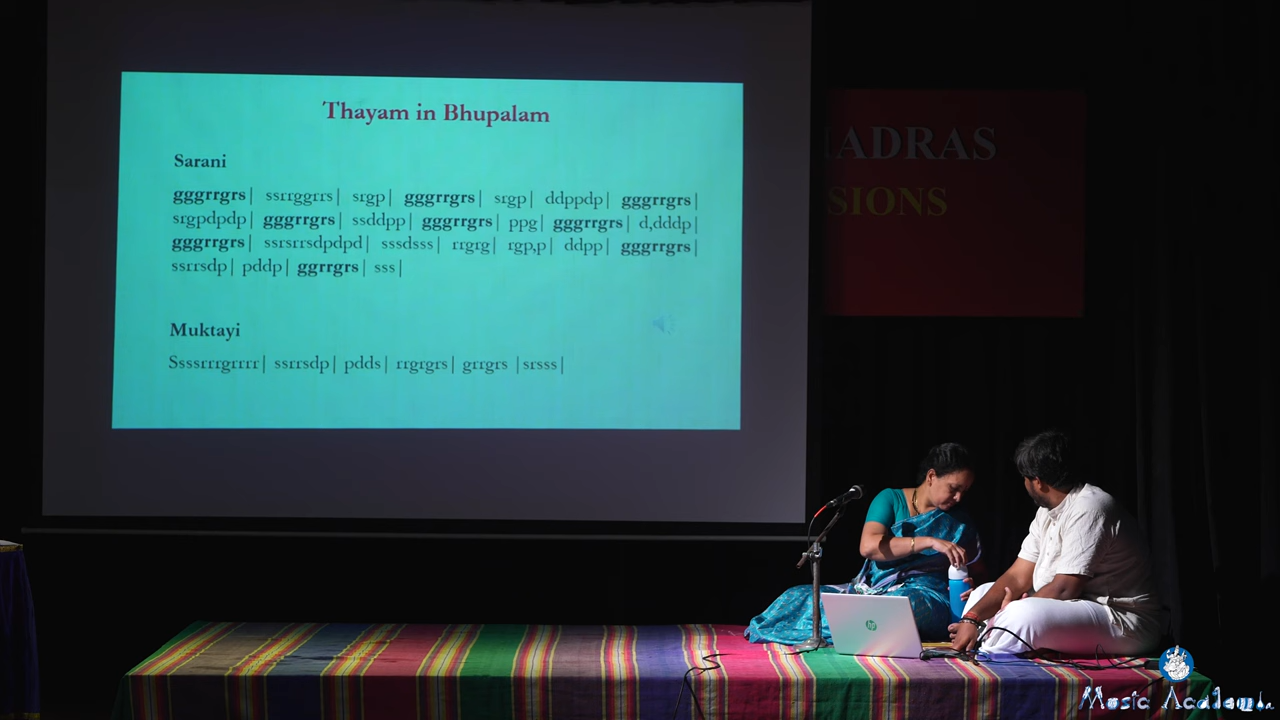 Thayam in Bhupalam
Sarani
gggrrgrs| ssrrggrrs| srgp| gggrrgrs| srgp| ddppdp| gggrrgrs|
srgpdpdp| gggrrgrs| ssddpp| gggrrgrs| ppg| gggrrgrs| d,dddp|
gggrrgrs| ssrsrrsdpdpd| sssdsss| rrgrg| rgp,p| ddpp| gggrrgrs|
ssrrsdp| pddp| ggrrgrs| sss|
Muktayi
Ssssrrrgrrrr| ssrrsdp| pdds| rrgrgrs| grrgrs |srsss|
ADRAS
SIONS
hp
Music Academy